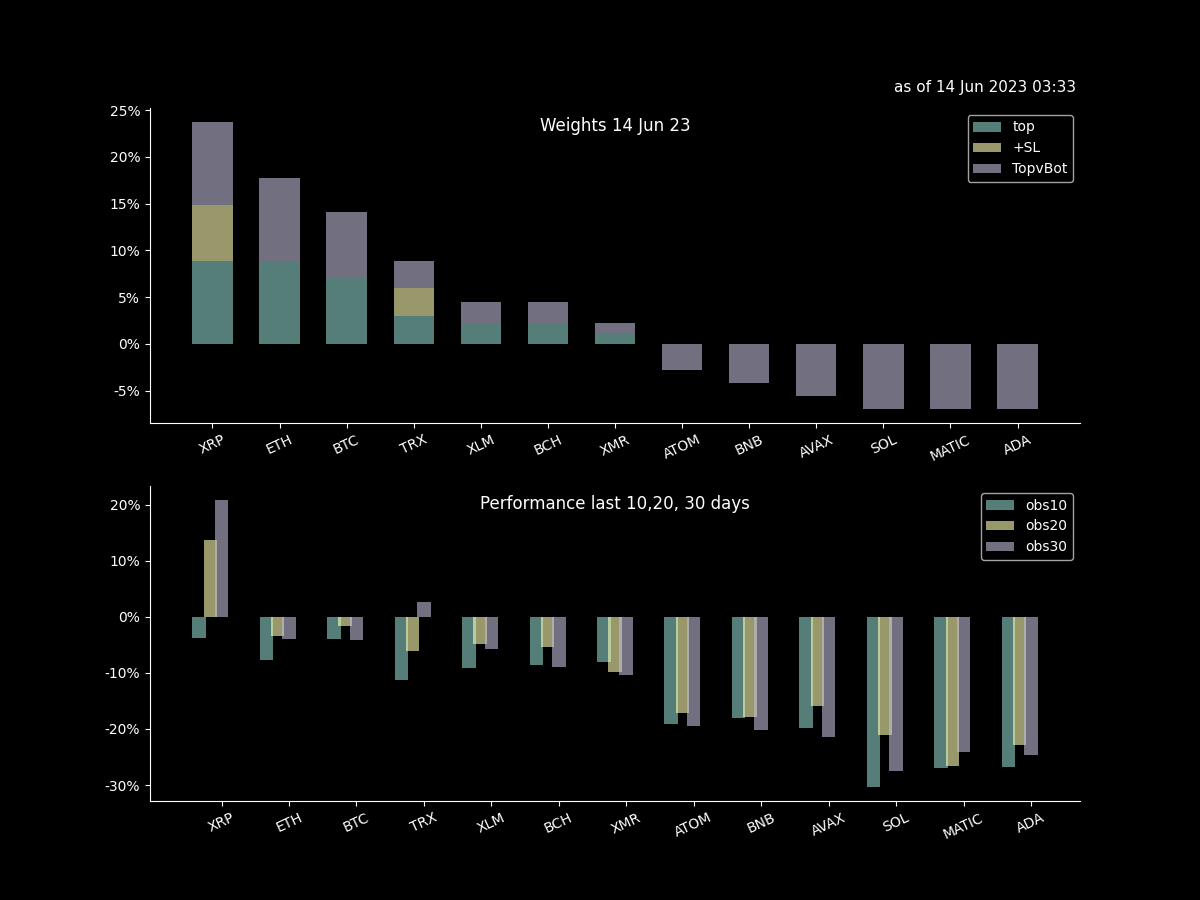 as of 14 Jun 2023 03:33
Weights 14 Jun 23
top
+SL
TopvBot
25%
20%
15%
10%
5%
0%
-5%
XRP ETH BTC TRX XLM BCH XMR ATOM BNB AVAX SOL MATIC ADA
Performance last 10,20, 30 days
obs10
obs20
obs30
20%
10%
0%
-10%
-20%
-30%
XRP ETH BTC TRX XLM BCH XMR ATOM BNB AVAX SOL MATIC ADA